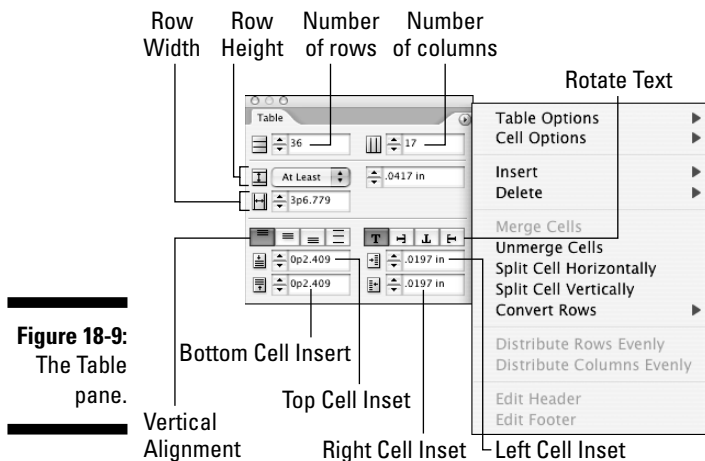 Row Width
Row Height
Number of rows
Number of columns
Rotate Text
Table
36
17
At Least
.0417 in
3p6.779
T
0p2.409
.0197 in
0p2.409
.0197 in
Table Options
Cell Options
Insert
Delete
Merge Cells
Unmerge Cells
Split Cell Horizontally
Split Cell Vertically
Convert Rows
Distribute Rows Evenly
Distribute Columns Evenly
Edit Header
Edit Footer
Figure 18-9:
The Table
pane.
Bottom Cell Insert
Top Cell Inset
Vertical
Alignment
Right Cell Inset
Left Cell Inset